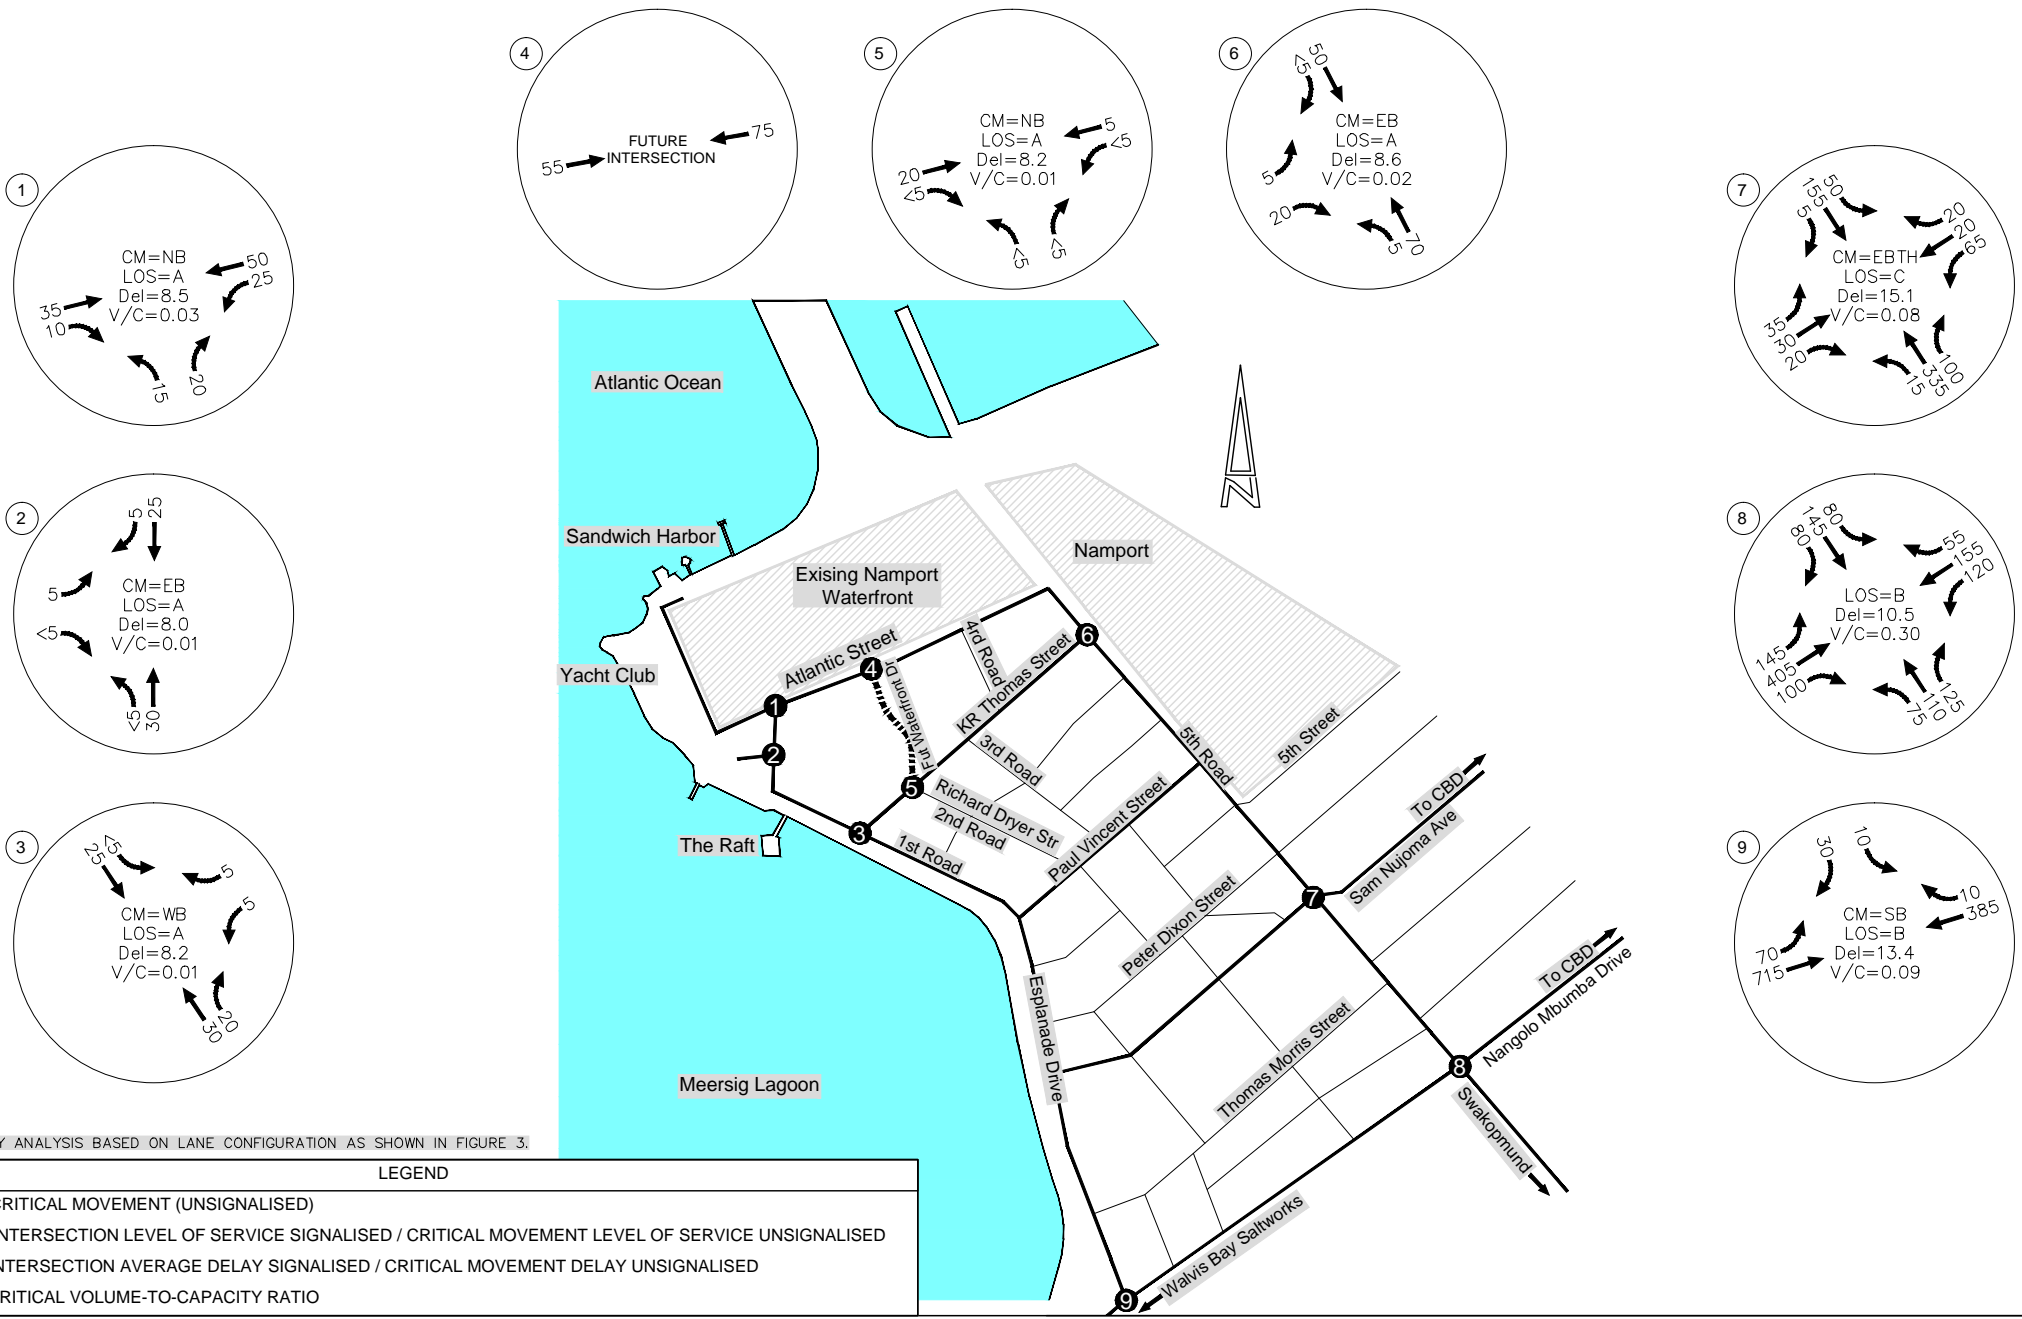 4
FUTURE
INTERSECTION
55
75
5
CM=NB
LOS=A
Del=8.2
V/C=0.01
20
<5
5
<5
<5
<5
6
CM=EB
LOS=A
Del=8.6
V/C=0.02
<5
50
5
20
5
70
1
CM=NB
LOS=A
Del=8.5
V/C=0.03
35
10
50
25
15
20
7
CM=EBTH
LOS=C
Del=15.1
V/C=0.08
5
155
50
20
20
65
35
30
20
15
335
100
2
CM=EB
LOS=A
Del=8.0
V/C=0.01
5
25
5
<5
<5
30
8
LOS=B
Del=10.5
V/C=0.30
80
145
80
55
155
120
145
405
100
75
110
125
3
CM=WB
LOS=A
Del=8.2
V/C=0.01
25
<5
5
5
30
20
9
CM=SB
LOS=B
Del=13.4
V/C=0.09
30
10
10
385
70
715
Atlantic Ocean
N
Sandwich Harbor
Exising Namport
Waterfront
Namport
Yacht Club
Atlantic Street
4rd Road
KR Thomas Street
Fut Waterfront Dr
3rd Road
5th Road
5th Street
Richard Dryer Str
2nd Road
Paul Vincent Street
1st Road
The Raft
To CBD
Sam Nujoma Ave
Peter Dixon Street
Esplanade Drive
To CBD
Nangolo Mbumba Drive
Thomas Morris Street
Meersig Lagoon
Swakopmund
Walvis Bay Saltworks
1
2
3
4
5
6
7
8
9
Y ANALYSIS BASED ON LANE CONFIGURATION AS SHOWN IN FIGURE 3.
LEGEND
CRITICAL MOVEMENT (UNSIGNALISED)
INTERSECTION LEVEL OF SERVICE SIGNALISED / CRITICAL MOVEMENT LEVEL OF SERVICE UNSIGNALISED
INTERSECTION AVERAGE DELAY SIGNALISED / CRITICAL MOVEMENT DELAY UNSIGNALISED
CRITICAL VOLUME-TO-CAPACITY RATIO